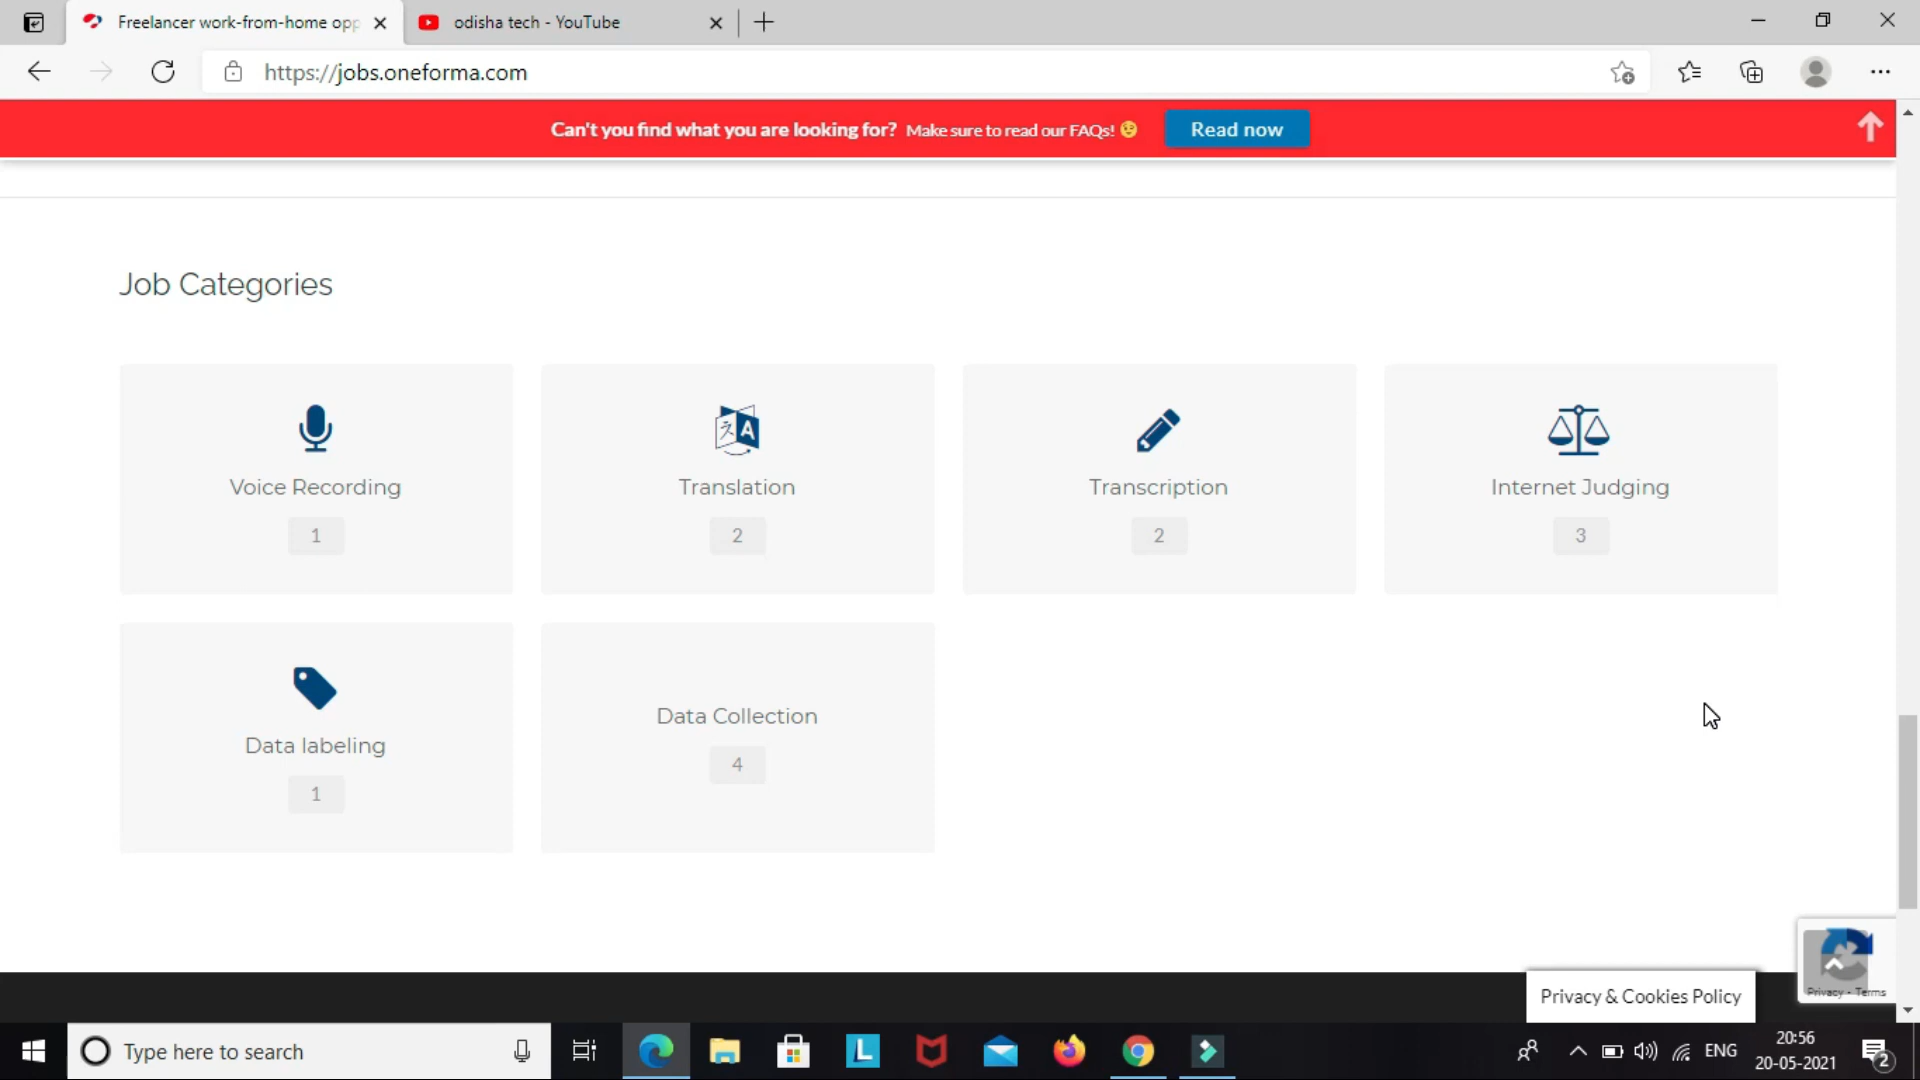 Freelancer work-from-home opp
odisha tech - YouTube
https://jobs.oneforma.com
Can't you find what you are looking for? Make sure to read our FAQs! 😉 Read now
Job Categories
Voice Recording
1
Translation
2
Transcription
2
Internet Judging
3
Data labeling
1
Data Collection
4
Privacy - Terms
Privacy & Cookies Policy
Type here to search
ENG
20:56
20-05-2021
2